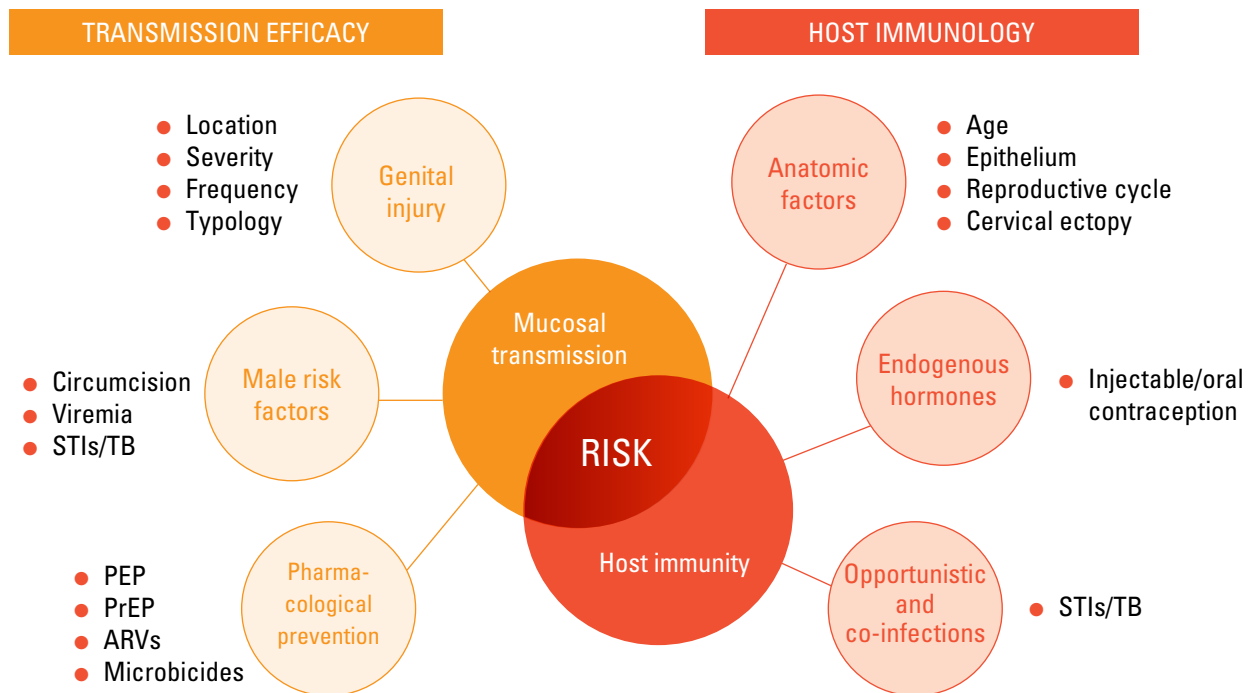 TRANSMISSION EFFICACY
HOST IMMUNOLOGY
Location
Severity
Frequency
Typology
Genital
injury
Anatomic
factors
Age
Epithelium
Reproductive cycle
Cervical ectopy
Mucosal
transmission
Circumcision
Viremia
STIs/TB
Male risk
factors
RISK
Endogenous
hormones
Injectable/oral
contraception
Host immunity
PEP
PrEP
ARVs
Microbicides
Pharma-
cological
prevention
Opportunistic
and
co-infections
STIs/TB